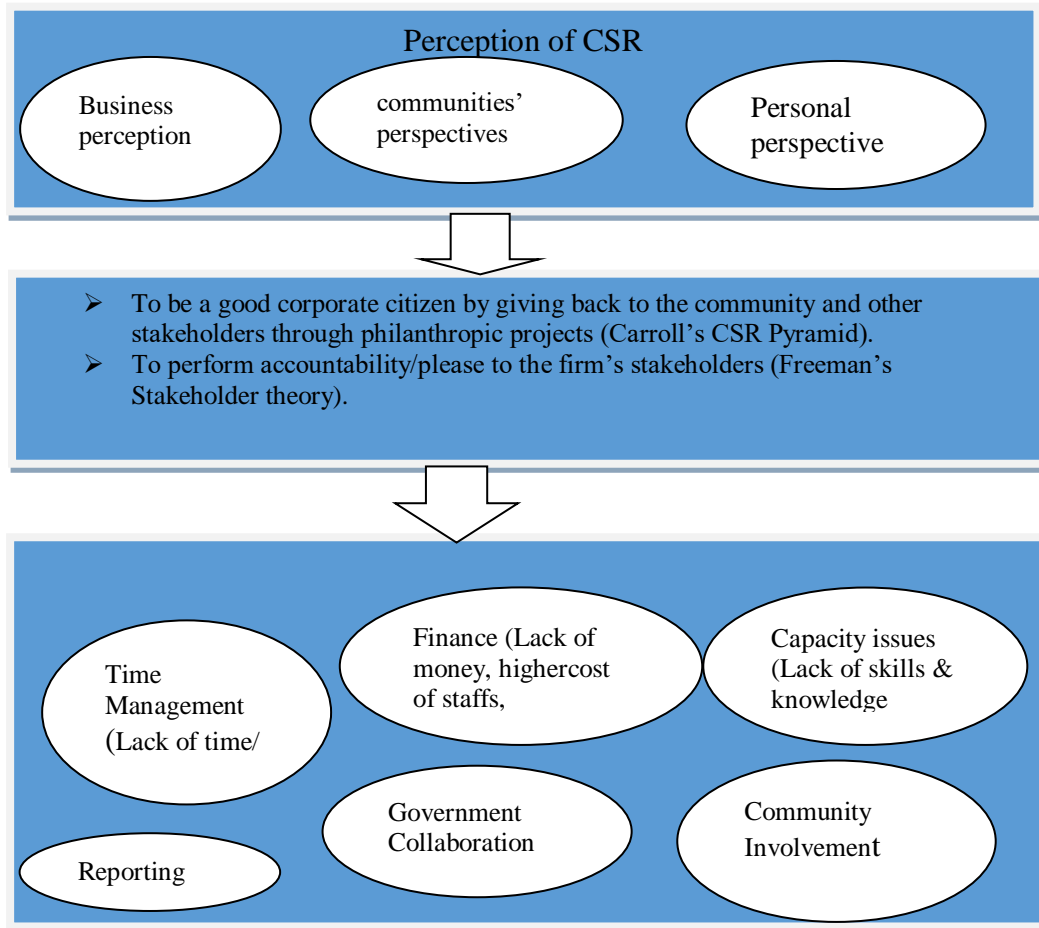 Perception of CSR
Business
perception
communities’
perspectives
Personal
perspective
➢ To be a good corporate citizen by giving back to the community and other
stakeholders through philanthropic projects (Carroll’s CSR Pyramid).
➢ To perform accountability/please to the firm’s stakeholders (Freeman’s
Stakeholder theory).
Time
Management
(Lack of time/
Finance (Lack of
money, highercost
of staffs,
Capacity issues
(Lack of skills &
knowledge
Reporting
Government
Collaboration
Community
Involvement